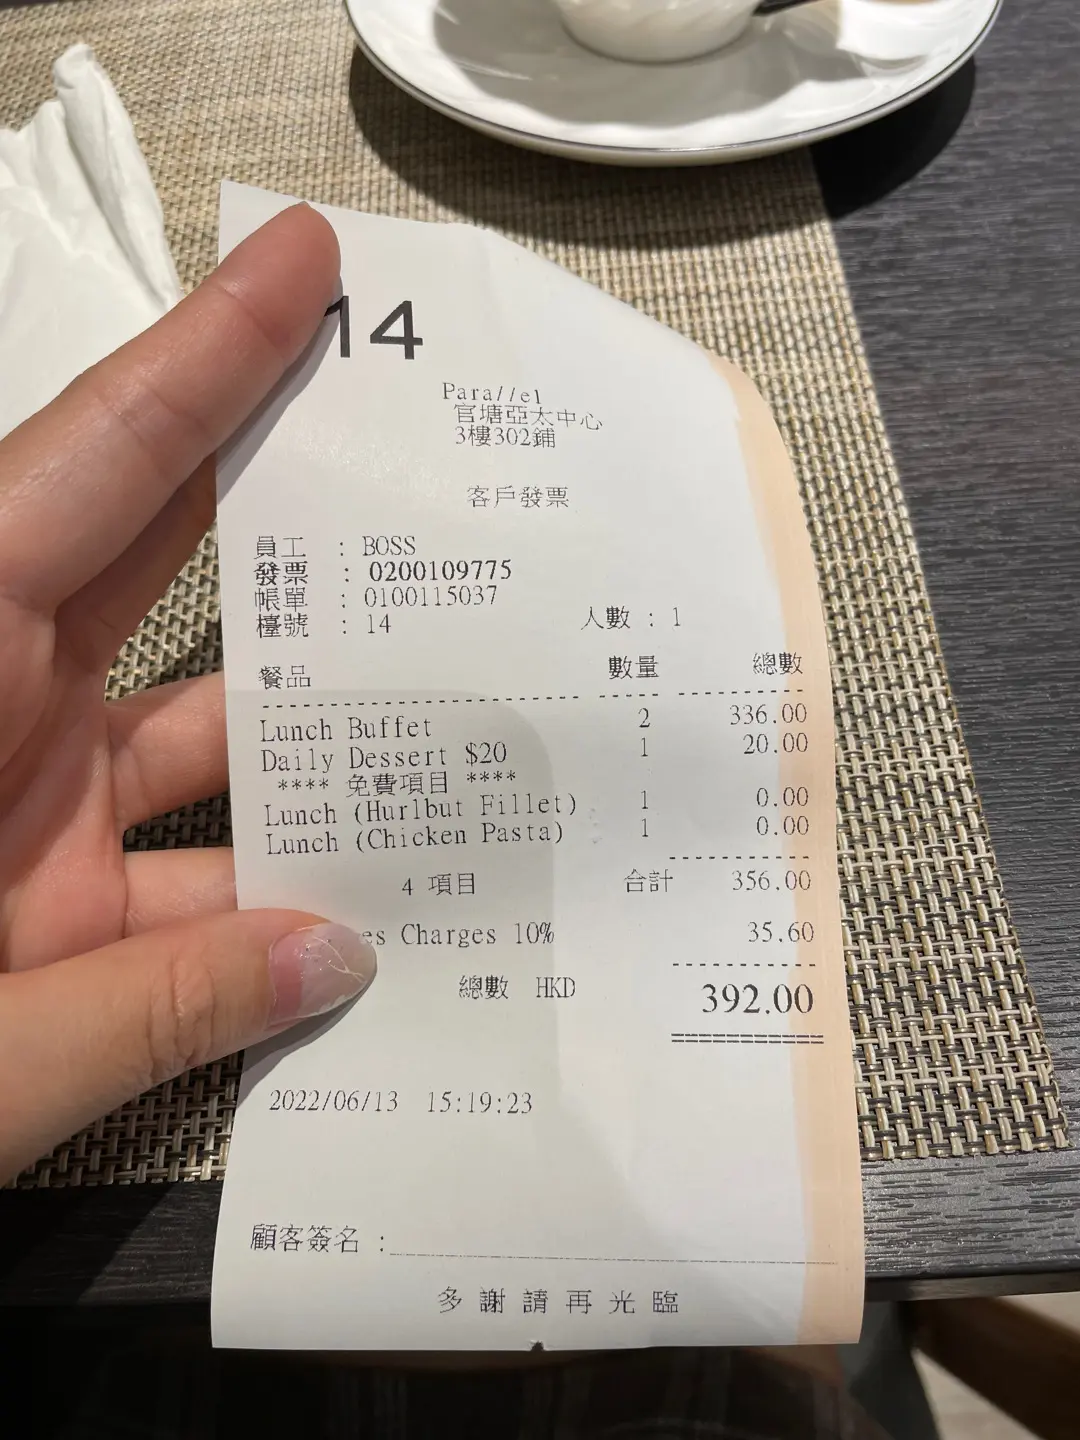 14
Para//el
官塘亞太中心
3樓302鋪
客戶發票
員工 : BOSS
發票 : 0200109775
帳單 : 0100115037
檯號 : 14 人數 : 1
餐品 數量 總數
Lunch Buffet 2 336.00
Daily Dessert $20 1 20.00
**** 免費項目 ****
Lunch (Hurlbut Fillet) 1 0.00
Lunch (Chicken Pasta) 1 0.00
4 項目 合計 356.00
es Charges 10% 35.60
總數 HKD 392.00
2022/06/13 15:19:23
顧客簽名 :
多謝請再光臨